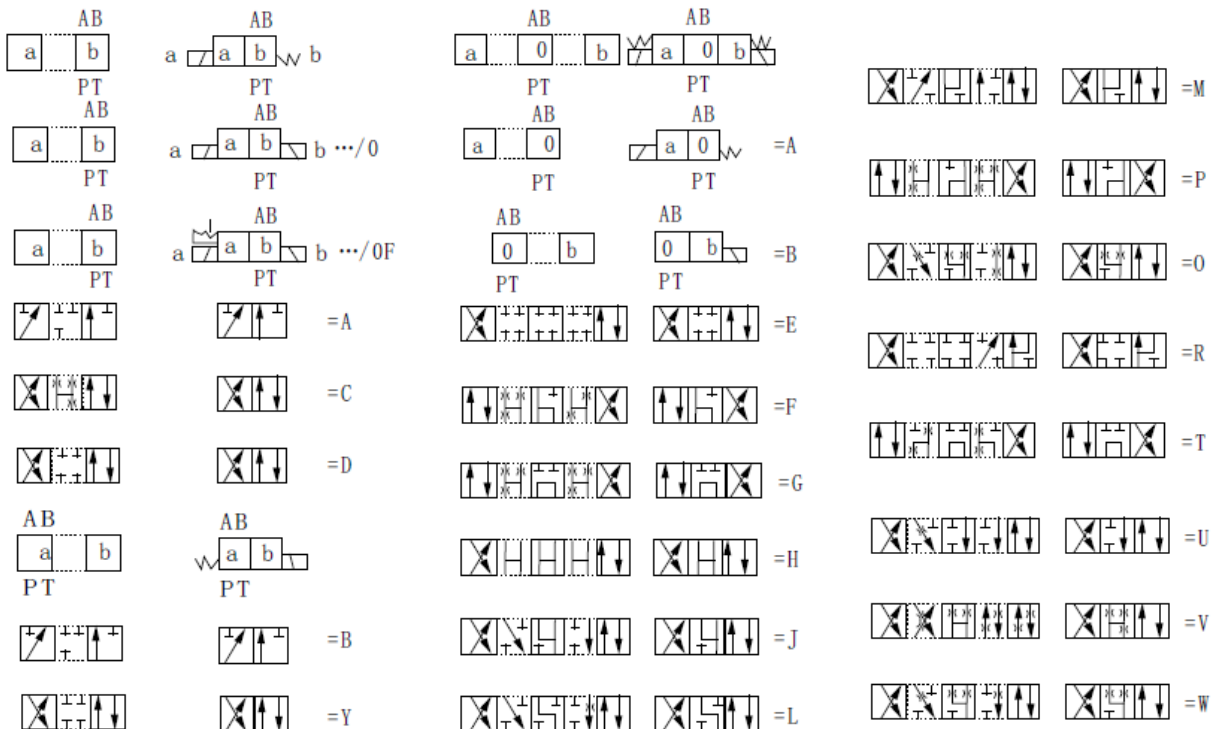 AB AB
a b a a b b
PT PT
AB AB
a b a a b b …/0
PT PT
AB AB
a b a a b b …/0F
PT PT
=A
=C
=D
AB AB
a b a b
PT PT
=B
=Y
AB AB
a 0 b a 0 b
PT PT
AB AB
a 0 a 0 =A
PT PT
AB AB
0 b 0 b =B
PT PT
=E
=F
=G
=H
=J
=L
=M
=P
=0
=R
=T
=U
=V
=W